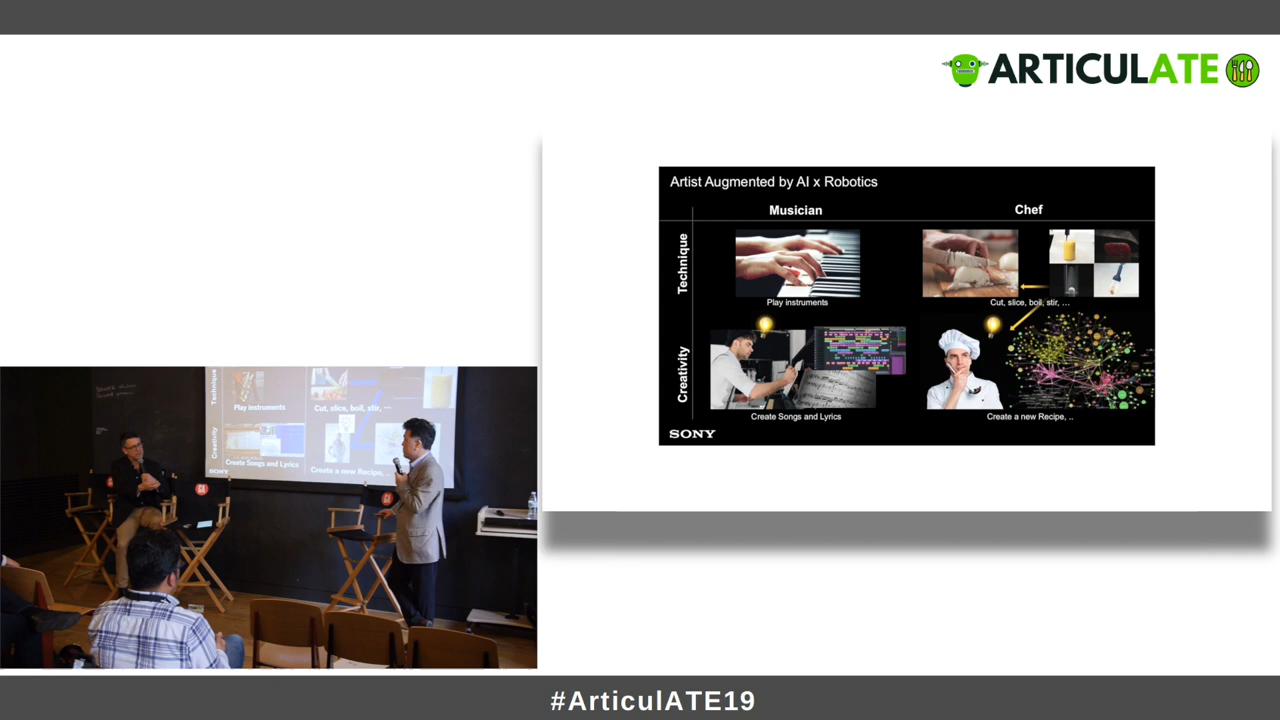 ARTICULATE
Artist Augmented by AI x Robotics
Musician
Chef
Technique
Play instruments
Cut, slice, boil, stir, ...
Creativity
Create Songs and Lyrics
Create a new Recipe, ..
SONY
Technique
Play instruments
Cut, slice, boil, stir, ...
Creativity
Create Songs and Lyrics
Create a new Recipe, ..
SONY
GA
GA
#ArticulATE19